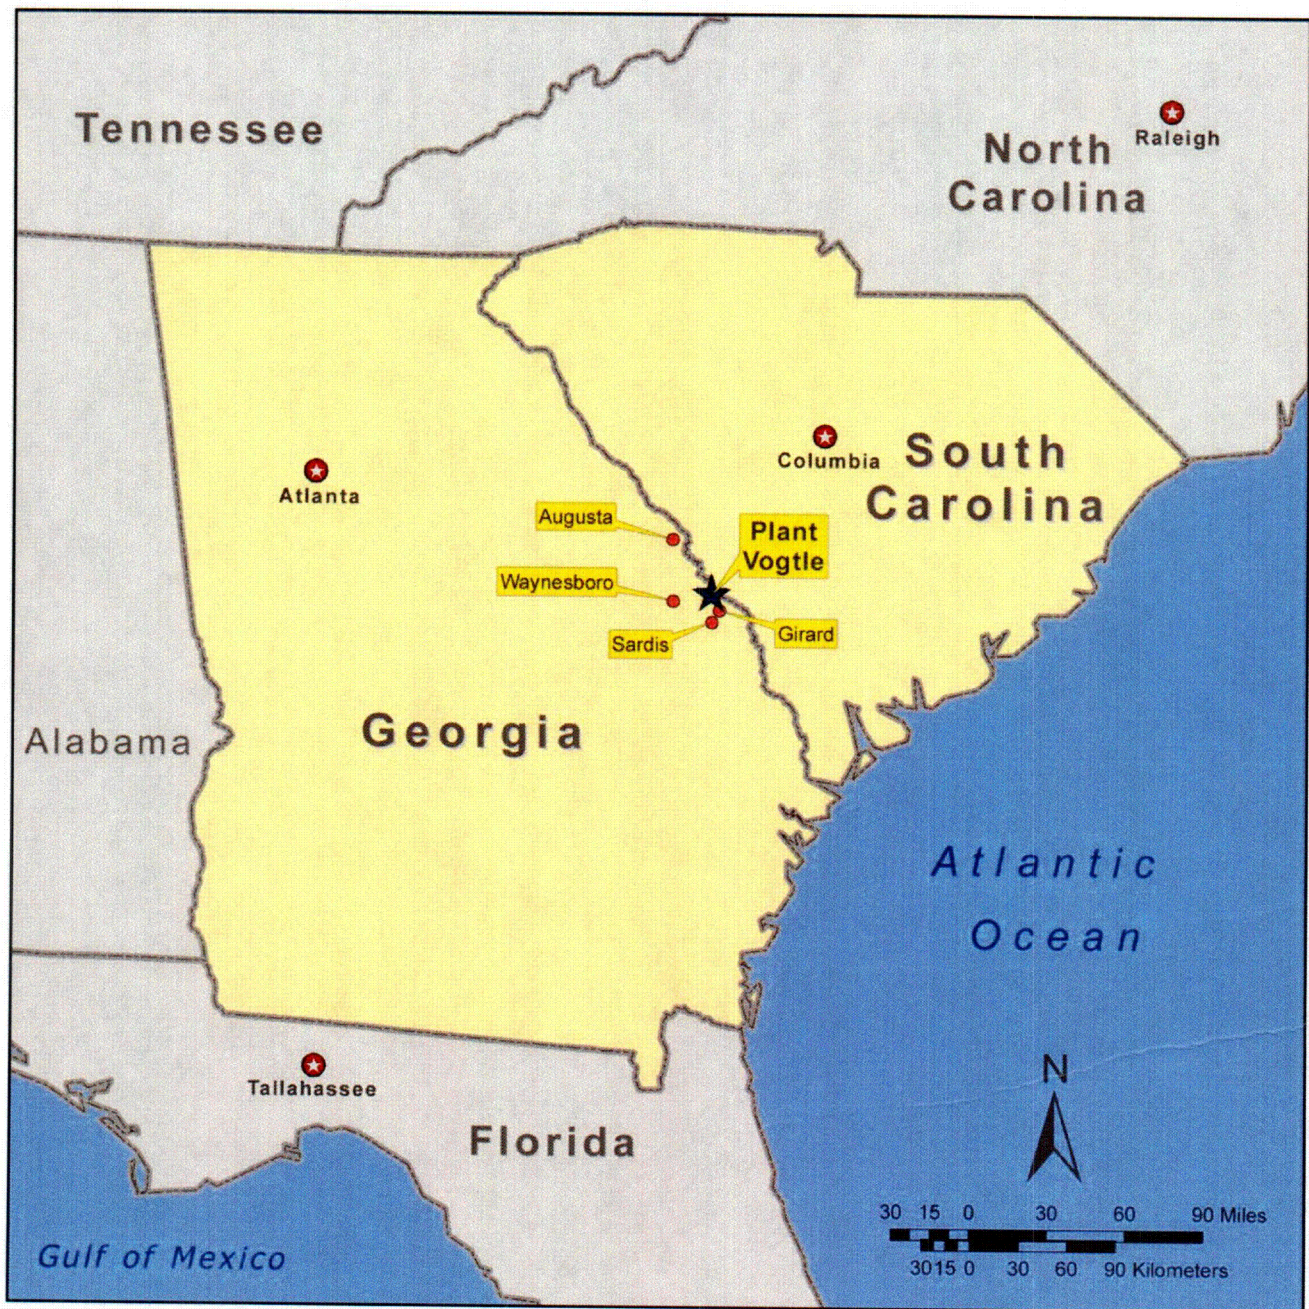 Tennessee
North
Carolina
Raleigh
Columbia
South
Carolina
Atlanta
Augusta
Plant
Vogtle
Waynesboro
Sardis
Girard
Georgia
Alabama
Atlantic
Ocean
Tallahassee
Florida
N
30 15 0 30 60 90 Miles
30 15 0 30 60 90 Kilometers
Gulf of Mexico